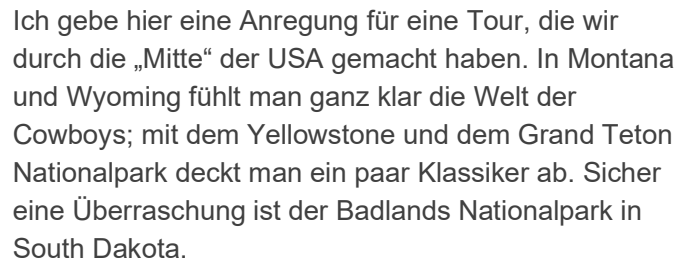 Ich gebe hier eine Anregung für eine Tour, die wir
durch die „Mitte“ der USA gemacht haben. In Montana
und Wyoming fühlt man ganz klar die Welt der
Cowboys; mit dem Yellowstone und dem Grand Teton
Nationalpark deckt man ein paar Klassiker ab. Sicher
eine Überraschung ist der Badlands Nationalpark in
South Dakota.